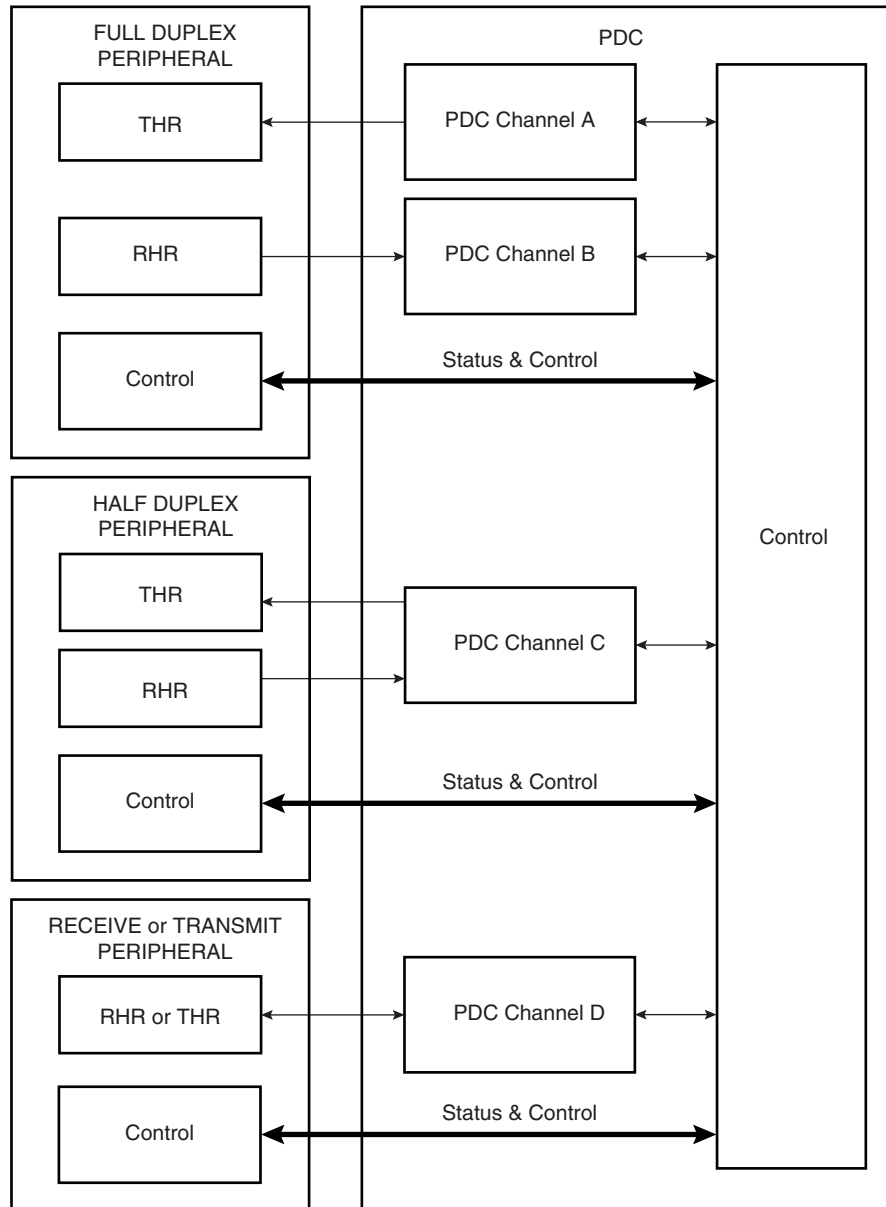 FULL DUPLEX
PERIPHERAL
PDC
THR
PDC Channel A
RHR
PDC Channel B
Control
Status & Control
HALF DUPLEX
PERIPHERAL
Control
THR
PDC Channel C
RHR
Control
Status & Control
RECEIVE or TRANSMIT
PERIPHERAL
RHR or THR
PDC Channel D
Control
Status & Control